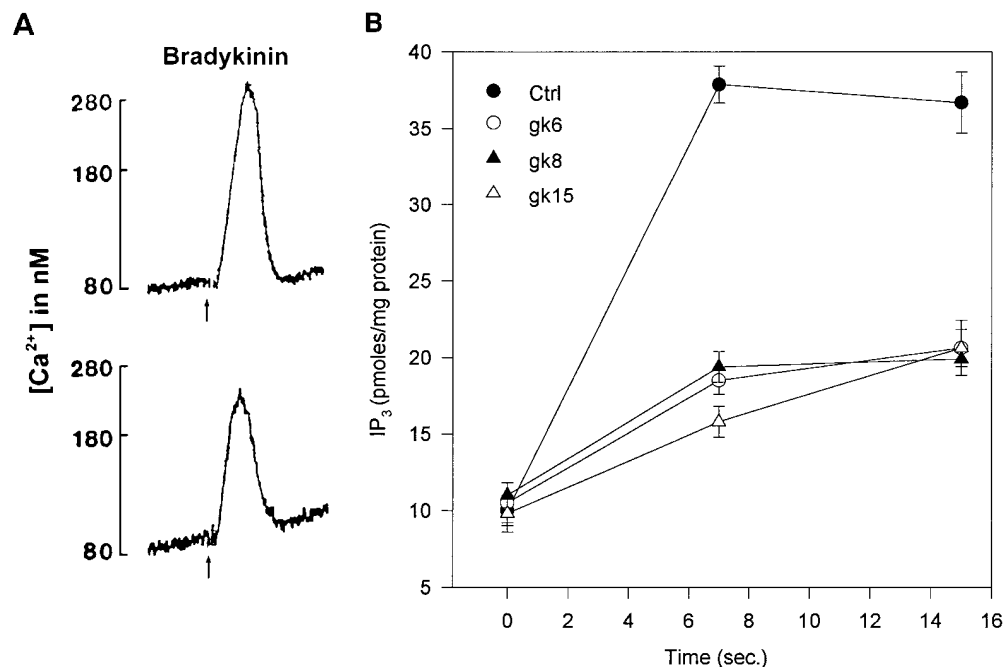 A
Bradykinin
[Ca²⁺] in nM
280
180
80
280
180
80
B
IP₃ (pmoles/mg protein)
40
35
30
25
20
15
10
5
Ctrl
gk6
gk8
gk15
0 2 4 6 8 10 12 14 16
Time (sec.)